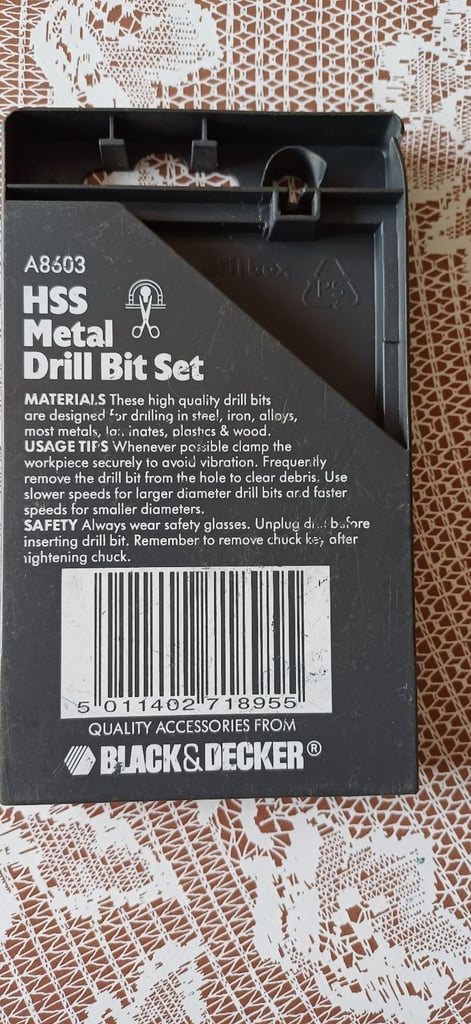 A8603
HSS
Metal
Drill Bit Set
drillbox
PS
MATERIALS These high quality drill bits
are designed for drilling in steel, iron, alloys,
most metals, laminates, plastics & wood.
USAGE TIPS Whenever possible clamp the
workpiece securely to avoid vibration. Frequently
remove the drill bit from the hole to clear debris. Use
slower speeds for larger diameter drill bits and faster
speeds for smaller diameters.
SAFETY Always wear safety glasses. Unplug drill before
inserting drill bit. Remember to remove chuck key after
tightening chuck.
5 011402 718955
QUALITY ACCESSORIES FROM
BLACK&DECKER®